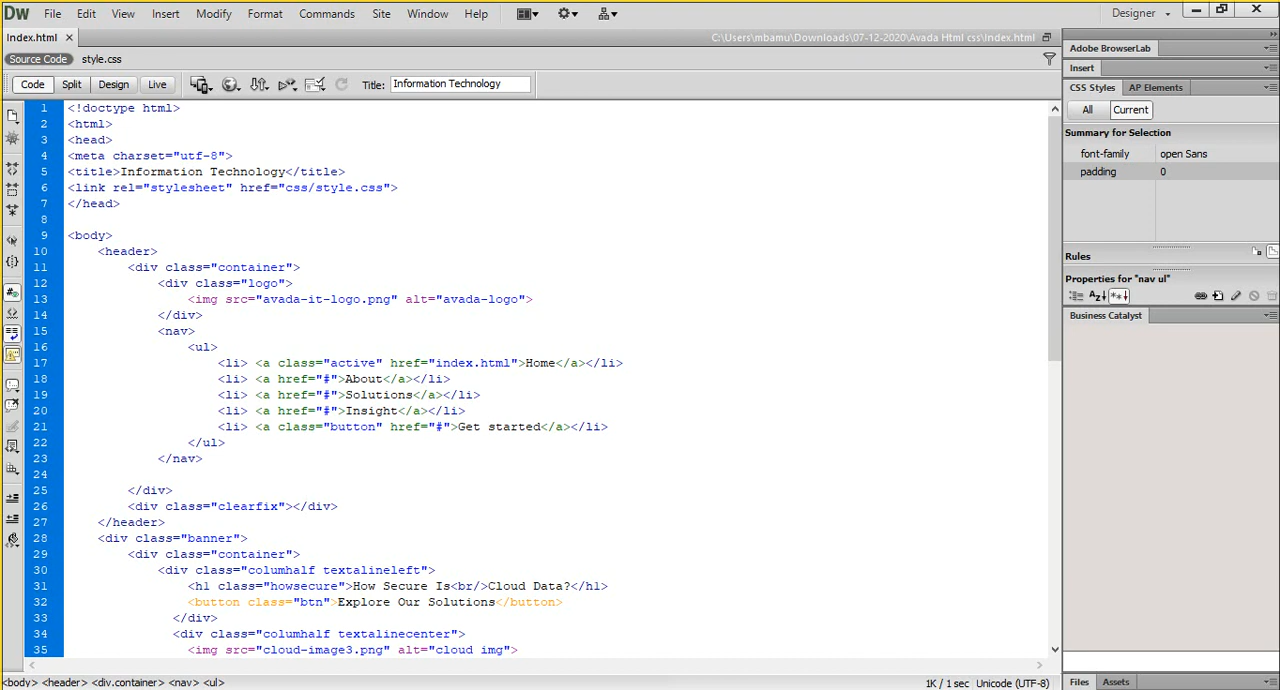 Dw File Edit View Insert Modify Format Commands Site Window Help Designer
Index.html × C:\Users\mbamu\Downloads\07-12-2020\Avada Html css\Index.html
Source Code style.css
Code Split Design Live Title: Information Technology
1 <!doctype html>
2 <html>
3 <head>
4 <meta charset="utf-8">
5 <title>Information Technology</title>
6 <link rel="stylesheet" href="css/style.css">
7 </head>
8
9 <body>
10 <header>
11 <div class="container">
12 <div class="logo">
13 <img src="avada-it-logo.png" alt="avada-logo">
14 </div>
15 <nav>
16 <ul>
17 <li> <a class="active" href="index.html">Home</a></li>
18 <li> <a href="#">About</a></li>
19 <li> <a href="#">Solutions</a></li>
20 <li> <a href="#">Insight</a></li>
21 <li> <a class="button" href="#">Get started</a></li>
22 </ul>
23 </nav>
24
25 </div>
26 <div class="clearfix"></div>
27 </header>
28 <div class="banner">
29 <div class="container">
30 <div class="columhalf textalineleft">
31 <h1 class="howsecure">How Secure Is<br/>Cloud Data?</h1>
32 <button class="btn">Explore Our Solutions</button>
33 </div>
34 <div class="columhalf textalinecenter">
35 <img src="cloud-image3.png" alt="cloud img">
<body> <header> <div.container> <nav> <ul> 1K / 1 sec Unicode (UTF-8)
Adobe BrowserLab
Insert
CSS Styles AP Elements
All Current
Summary for Selection
font-family open Sans
padding 0
Rules
Properties for "nav ul"
Business Catalyst
Files Assets